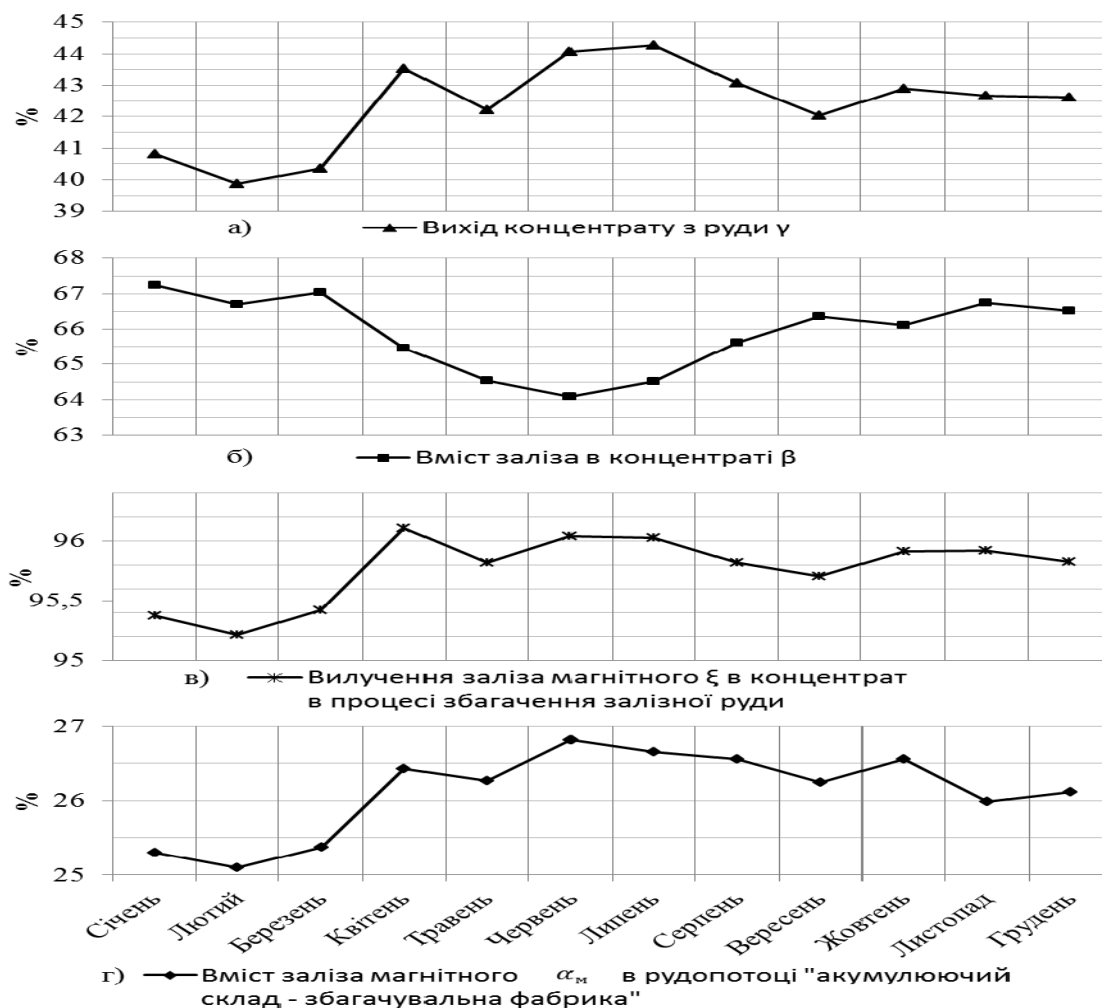 45
44
43
42
41
40
39
%
а) Вихід концентрату з руди γ
68
67
66
65
64
63
%
б) Вміст заліза в концентраті β
96
95,5
95
%
в) Вилучення заліза магнітного ξ в концентрат
в процесі збагачення залізної руди
27
26
25
%
Січень
Лютий
Березень
Квітень
Травень
Червень
Липень
Серпень
Вересень
Жовтень
Листопад
Грудень
г) Вміст заліза магнітного αм в рудопотоці "акумулюючий
склад - збагачувальна фабрика"